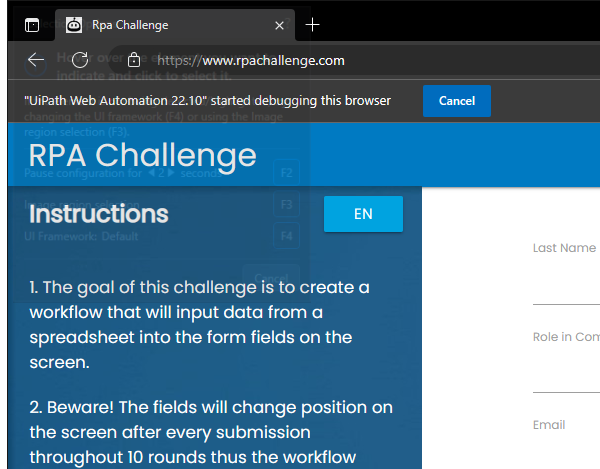 Rpa Challenge
https://www.rpachallenge.com
"UiPath Web Automation 22.10" started debugging this browser
Cancel
changing the UI framework (F4) or using the Image
region selection (F3).
RPA Challenge
Pause configuration for 2 seconds F2
Instructions
EN
Image region selection F3
UI Framework: Default F4
Cancel
Last Name
1. The goal of this challenge is to create a
workflow that will input data from a
spreadsheet into the form fields on the
screen.
Role in Com
2. Beware! The fields will change position on
the screen after every submission
throughout 10 rounds thus the workflow
Email
Hover over the
indicate and click to select it.